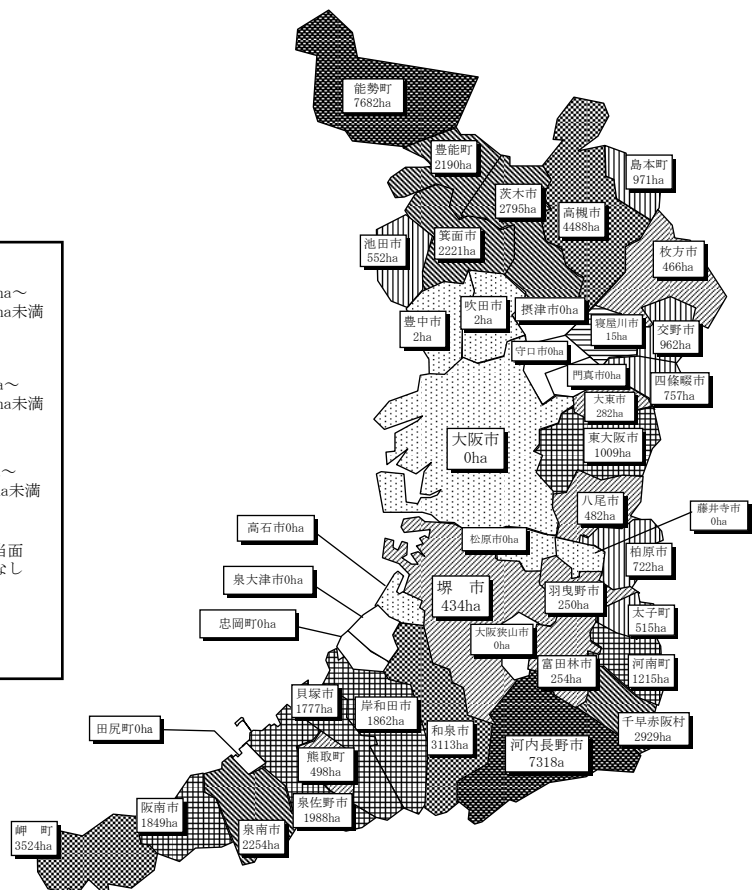 能勢町
7682ha
豊能町
2190ha
島本町
971ha
茨木市
2795ha
高槻市
4488ha
池田市
552ha
箕面市
2221ha
枚方市
466ha
ha～
ha未満
豊中市
2ha
吹田市
2ha
摂津市0ha
寝屋川市
15ha
交野市
962ha
守口市0ha
門真市0ha
四條畷市
757ha
a～
ha未満
大東市
282ha
大阪市
0ha
東大阪市
1009ha
～
a未満
八尾市
482ha
藤井寺市
0ha
高石市0ha
松原市0ha
柏原市
722ha
当面
なし
泉大津市0ha
堺　市
434ha
羽曳野市
250ha
忠岡町0ha
太子町
515ha
大阪狭山市
0ha
富田林市
254ha
河南町
1215ha
貝塚市
1777ha
岸和田市
1862ha
田尻町0ha
和泉市
3113ha
河内長野市
7318a
千早赤阪村
2929ha
熊取町
498ha
泉佐野市
1988ha
阪南市
1849ha
泉南市
2254ha
岬　町
3524ha